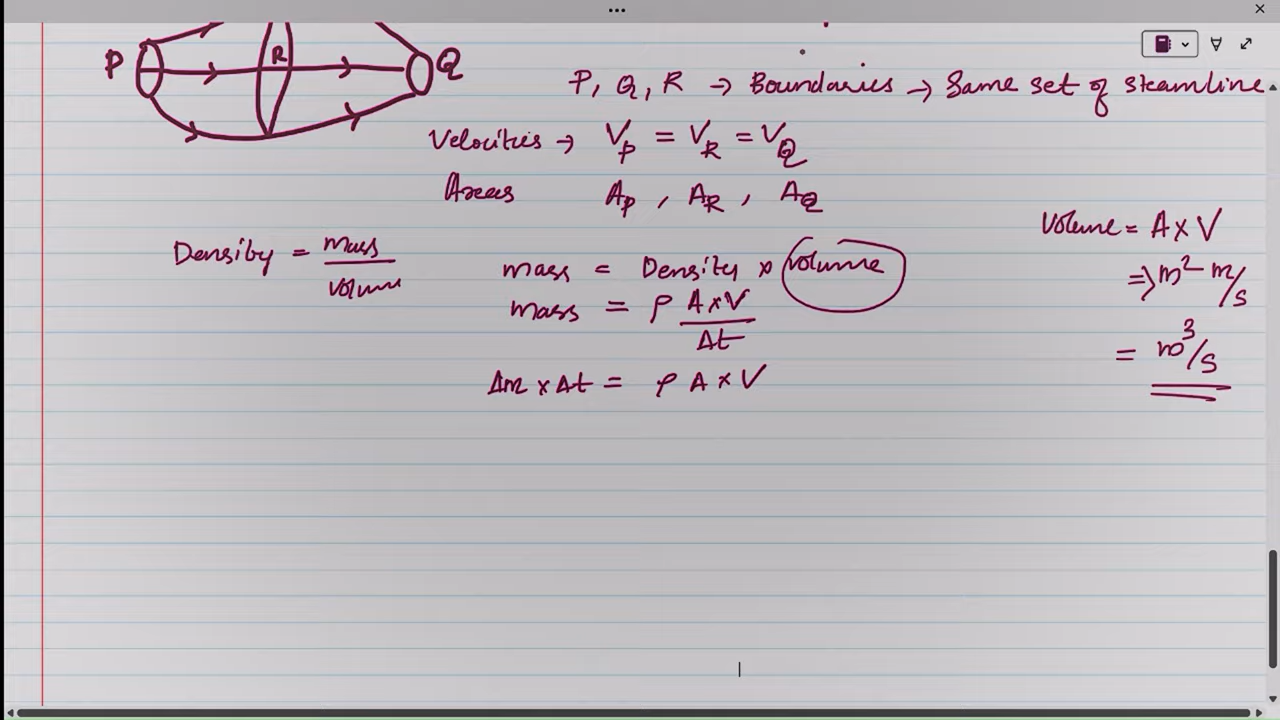 P R Q
P, Q, R → Boundaries → Same set of steamline
Velocities → V_P = V_R = V_Q
Areas A_P , A_R , A_Q
Density = mass / volume
mass = Density × volume
mass = ρ A×V / Δt
Δm × Δt = ρ A × V
Volume = A × V
⇒ m² m/s
= m³/s